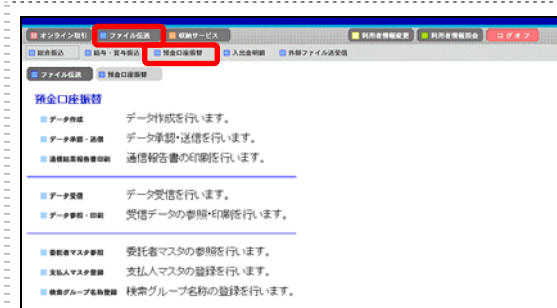 オンライン取引 ファイル伝送 収納サービス 利用者情報変更 利用者情報照会 ログオフ
総合振込 給与・賞与振込 預金口座振替 入出金明細 外部ファイル送受信
ファイル伝送 預金口座振替
預金口座振替
データ作成 データ作成を行います。
データ承認・送信 データ承認・送信を行います。
通信結果報告書印刷 通信報告書の印刷を行います。
データ受信 データ受信を行います。
データ参照・印刷 受信データの参照・印刷を行います。
委託者マスタ参照 委託者マスタの参照を行います。
支払人マスタ登録 支払人マスタの登録を行います。
検索グループ名称登録 検索グループ名称の登録を行います。